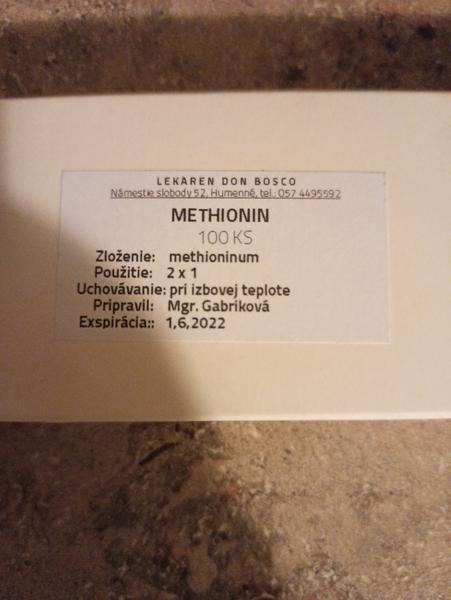 LEKAREN DON BOSCO
Námestie slobody 52, Humenné, tel.: 057 4495592
METHIONIN
100 KS
Zloženie: methioninum
Použitie: 2 x 1
Uchovávanie: pri izbovej teplote
Pripravil: Mgr. Gabriková
Exspirácia:: 1,6,2022